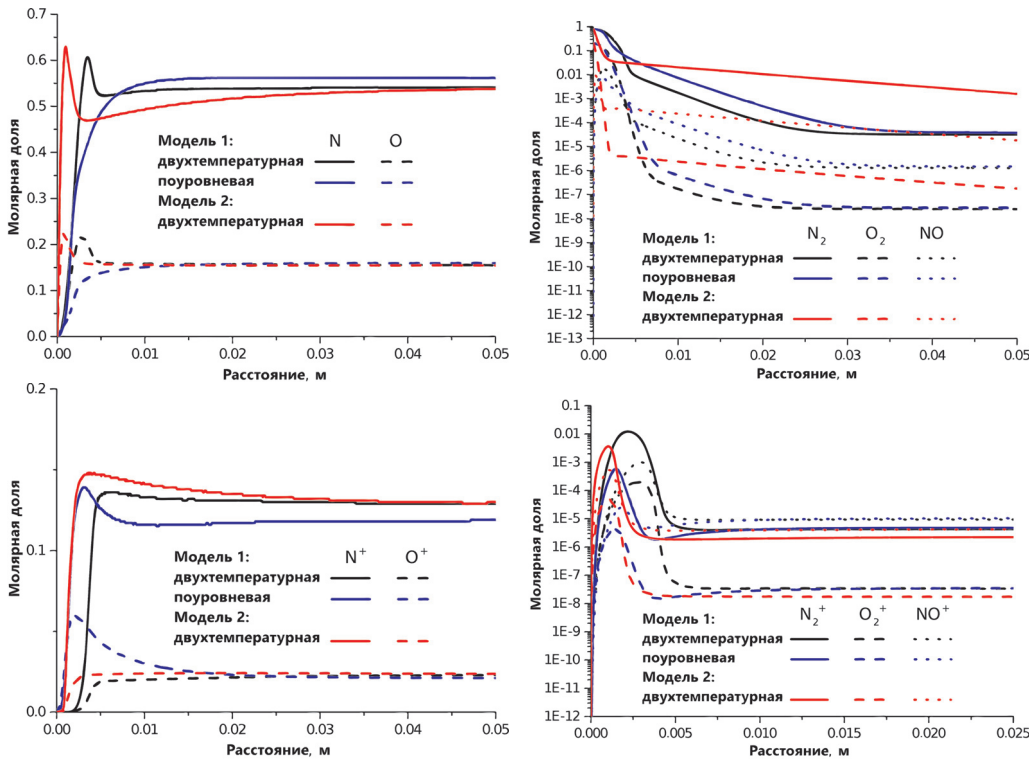 0.7
0.6
0.5
0.4
0.3
0.2
0.1
0.0
Молярная доля
Модель 1: N O
двухтемпературная
поуровневая
Модель 2:
двухтемпературная
0.00 0.01 0.02 0.03 0.04 0.05
Расстояние, м
1
0.1
0.01
1E-3
1E-4
1E-5
1E-6
1E-7
1E-8
1E-9
1E-10
1E-11
1E-12
1E-13
Молярная доля
Модель 1: N₂ O₂ NO
двухтемпературная
поуровневая
Модель 2:
двухтемпературная
0.00 0.01 0.02 0.03 0.04 0.05
Расстояние, м
0.2
0.1
0.0
Молярная доля
Модель 1: N⁺ O⁺
двухтемпературная
поуровневая
Модель 2:
двухтемпературная
0.00 0.01 0.02 0.03 0.04 0.05
Расстояние, м
0.1
0.01
1E-3
1E-4
1E-5
1E-6
1E-7
1E-8
1E-9
1E-10
1E-11
1E-12
Молярная доля
Модель 1: N₂⁺ O₂⁺ NO⁺
двухтемпературная
поуровневая
Модель 2:
двухтемпературная
0.000 0.005 0.010 0.015 0.020 0.025
Расстояние, м